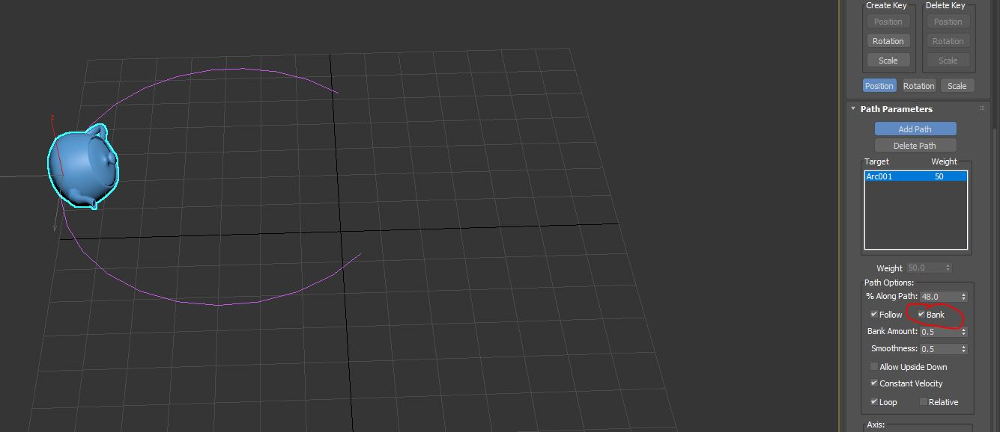 Create Key Delete Key
Position Position
Rotation Rotation
Scale Scale
Position Rotation Scale
Path Parameters
Add Path
Delete Path
Target Weight
Arc001 50
Weight 50.0
Path Options:
% Along Path: 48.0
Follow Bank
Bank Amount: 0.5
Smoothness: 0.5
Allow Upside Down
Constant Velocity
Loop Relative
Axis:
z